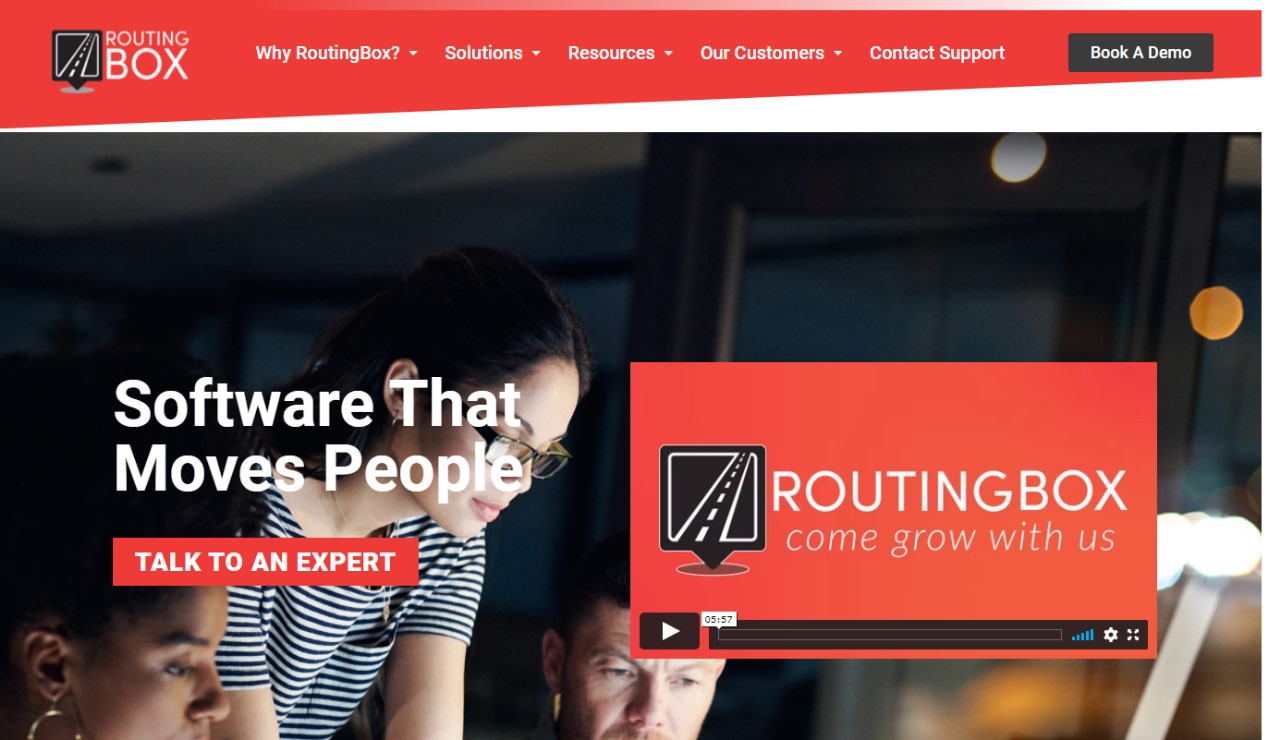 ROUTING
BOX
Why RoutingBox?
Solutions
Resources
Our Customers
Contact Support
Book A Demo
Software That
Moves People
TALK TO AN EXPERT
ROUTINGBOX
come grow with us
05:57